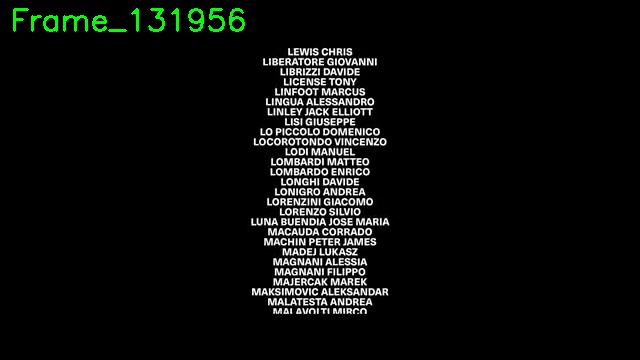 Frame_131956
LEWIS CHRIS
LIBERATORE GIOVANNI
LIBRIZZI DAVIDE
LICENSE TONY
LINFOOT MARCUS
LINGUA ALESSANDRO
LINLEY JACK ELLIOTT
LISI GIUSEPPE
LO PICCOLO DOMENICO
LOCOROTONDO VINCENZO
LODI MANUEL
LOMBARDI MATTEO
LOMBARDO ENRICO
LONGHI DAVIDE
LONIGRO ANDREA
LORENZINI GIACOMO
LORENZO SILVIO
LUNA BUENDIA JOSE MARIA
MACAUDA CORRADO
MACHIN PETER JAMES
MADEJ LUKASZ
MAGNANI ALESSIA
MAGNANI FILIPPO
MAJERCAK MAREK
MAKSIMOVIC ALEKSANDAR
MALATESTA ANDREA
MALAVOLTI MIRCO